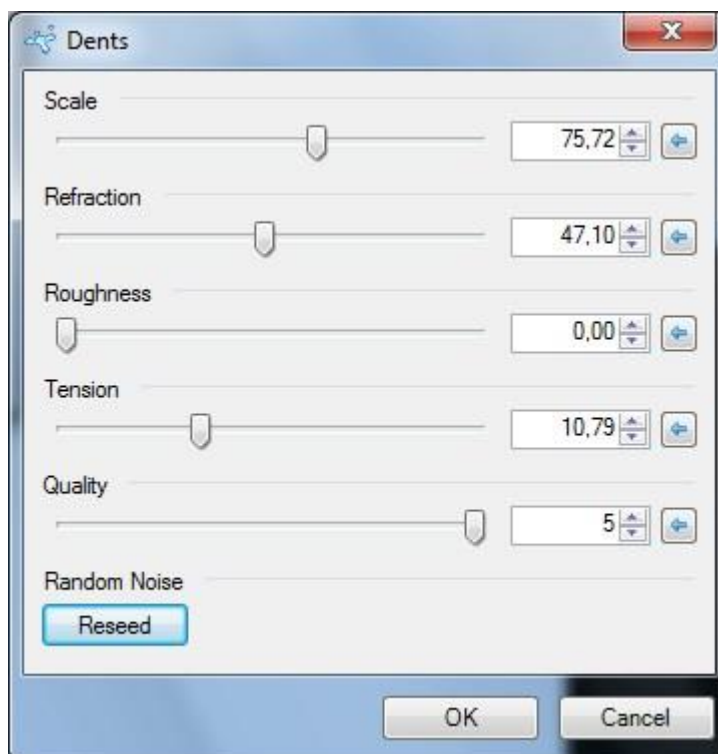 Dents
Scale
75,72
Refraction
47,10
Roughness
0,00
Tension
10,79
Quality
5
Random Noise
Reseed
OK Cancel